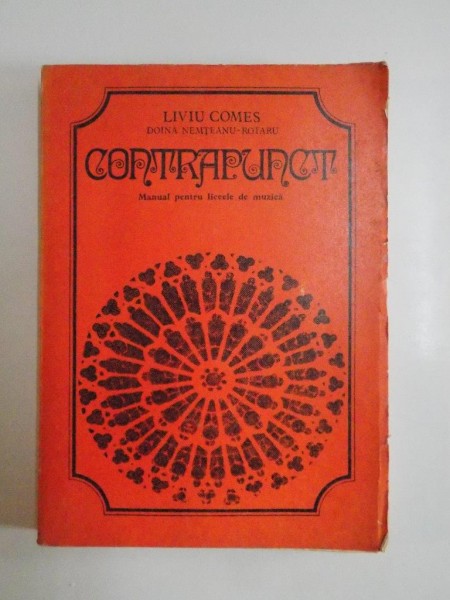 LIVIU COMES
DOINA NEMȚEANU-ROTARU
CONTRAPUNCT
Manual pentru liceele de muzică